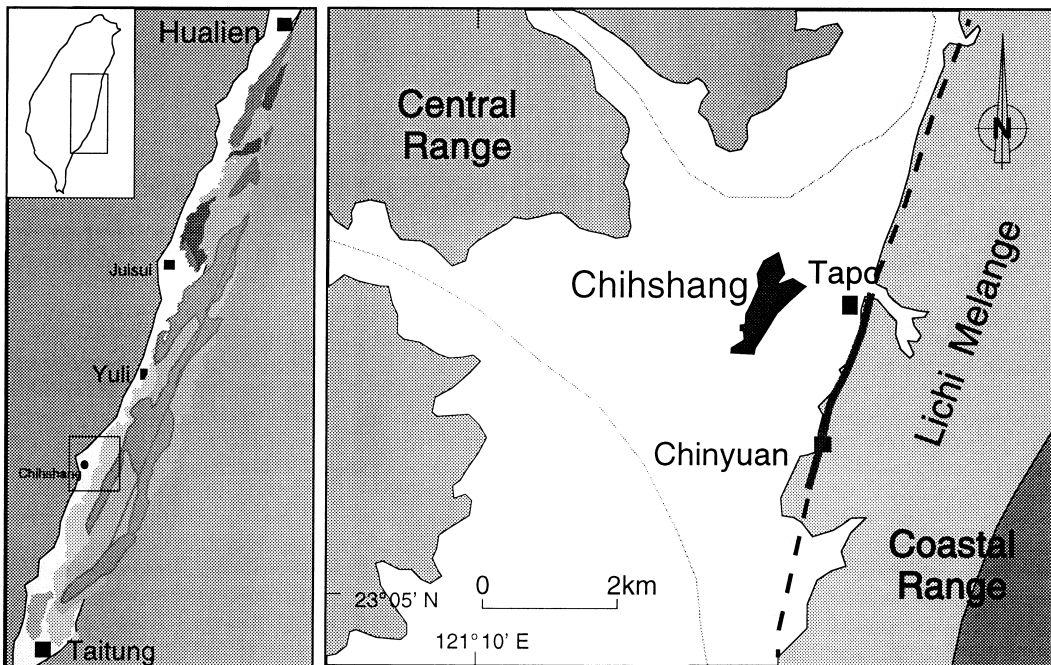 Hualien
Juisui
Yuli
Chihshang
Taitung
Central
Range
N
Chihshang
Tapo
Lichi Melange
Chinyuan
Coastal
Range
0 2km
23°05' N
121°10' E